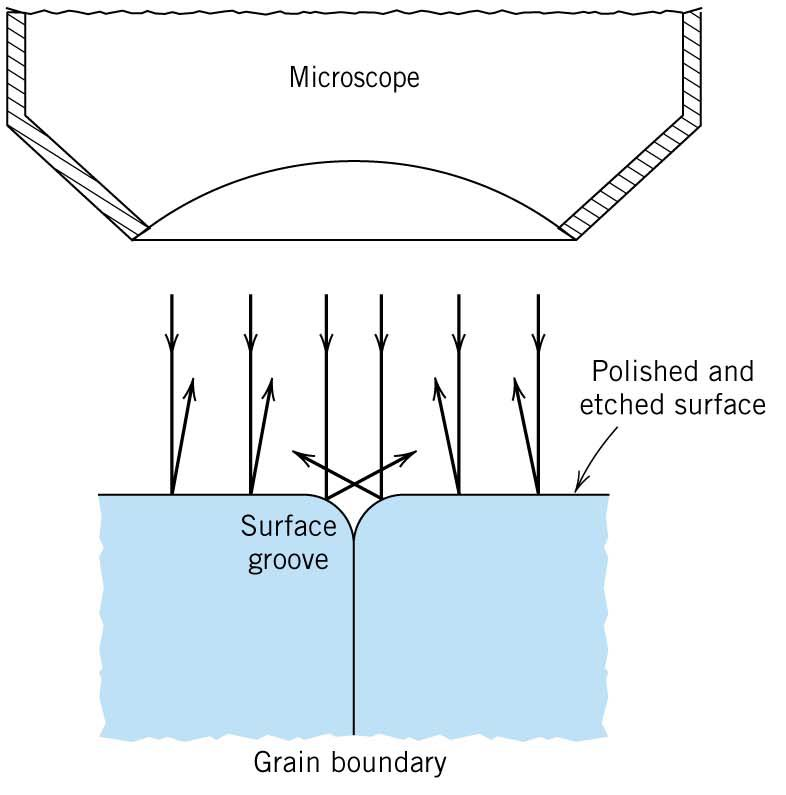 Microscope
Polished and
etched surface
Surface
groove
Grain boundary